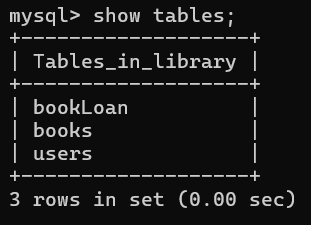 mysql> show tables;
+-------------------+
| Tables_in_library |
+-------------------+
| bookLoan          |
| books             |
| users             |
+-------------------+
3 rows in set (0.00 sec)